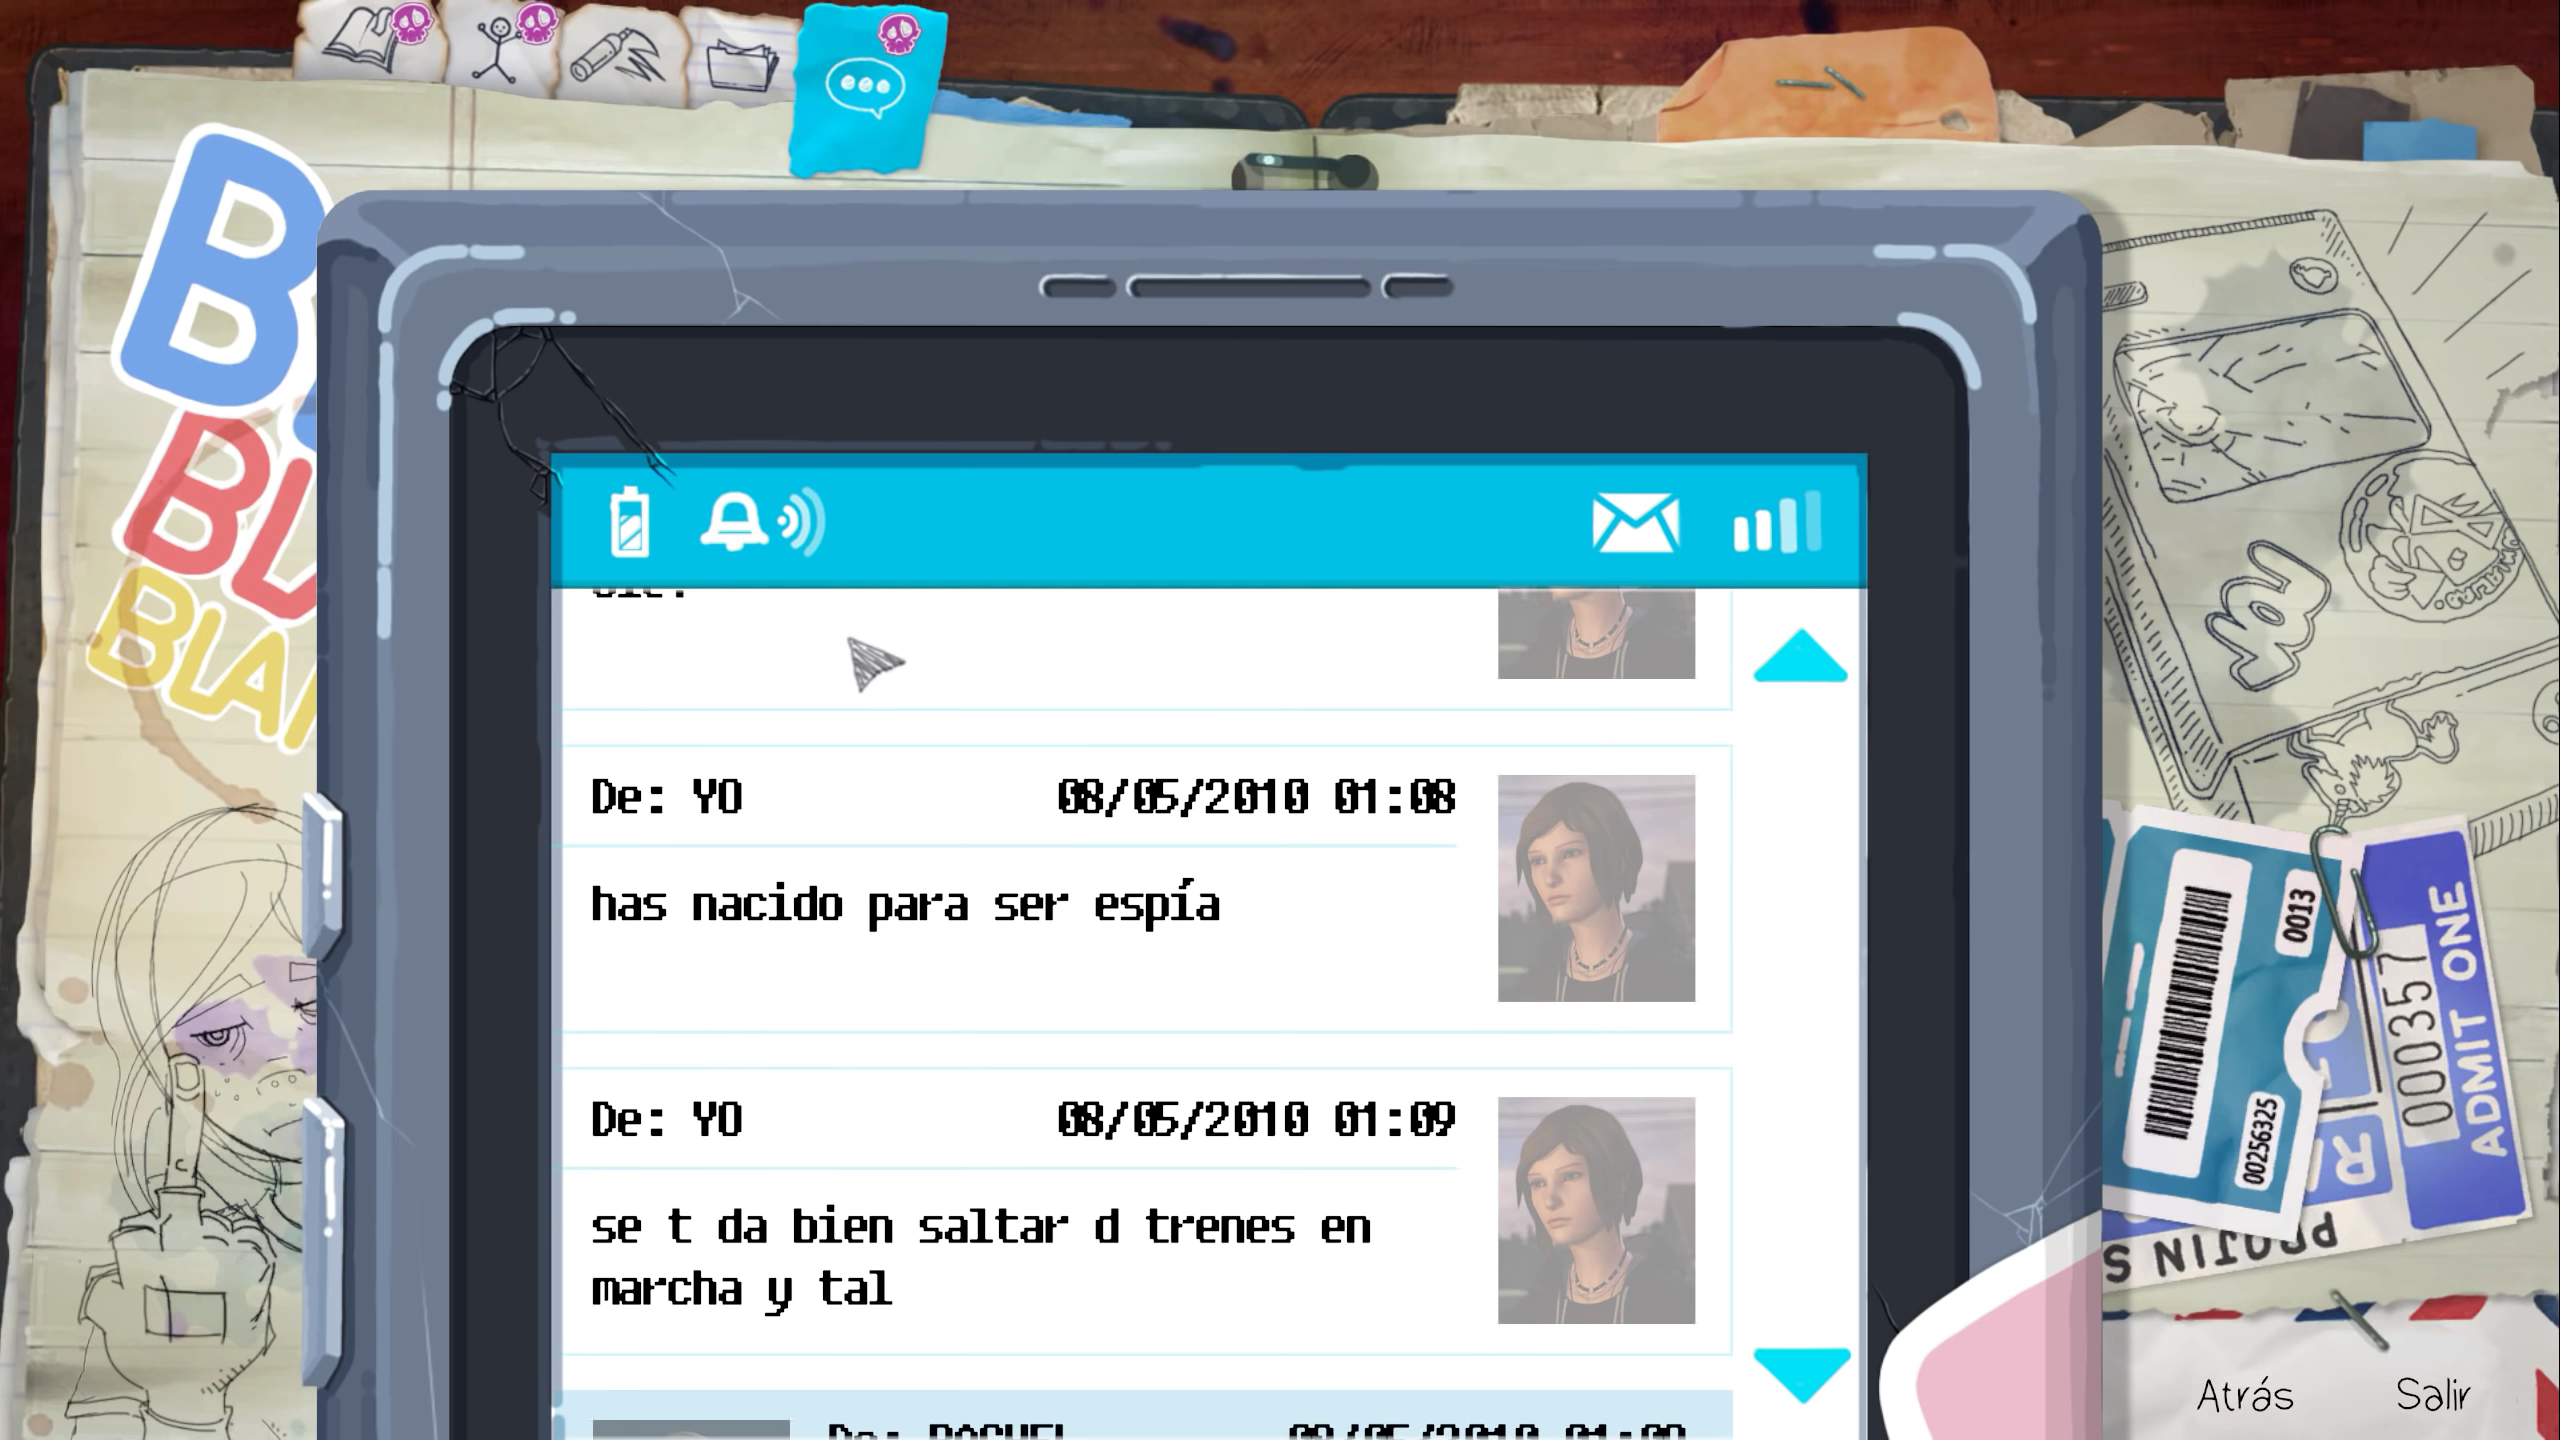 De: YO 08/05/2010 01:08
has nacido para ser espía
De: YO 08/05/2010 01:09
se t da bien saltar d trenes en
marcha y tal
0013
00256325
000357
ADMIT ONE
Atrás
Salir